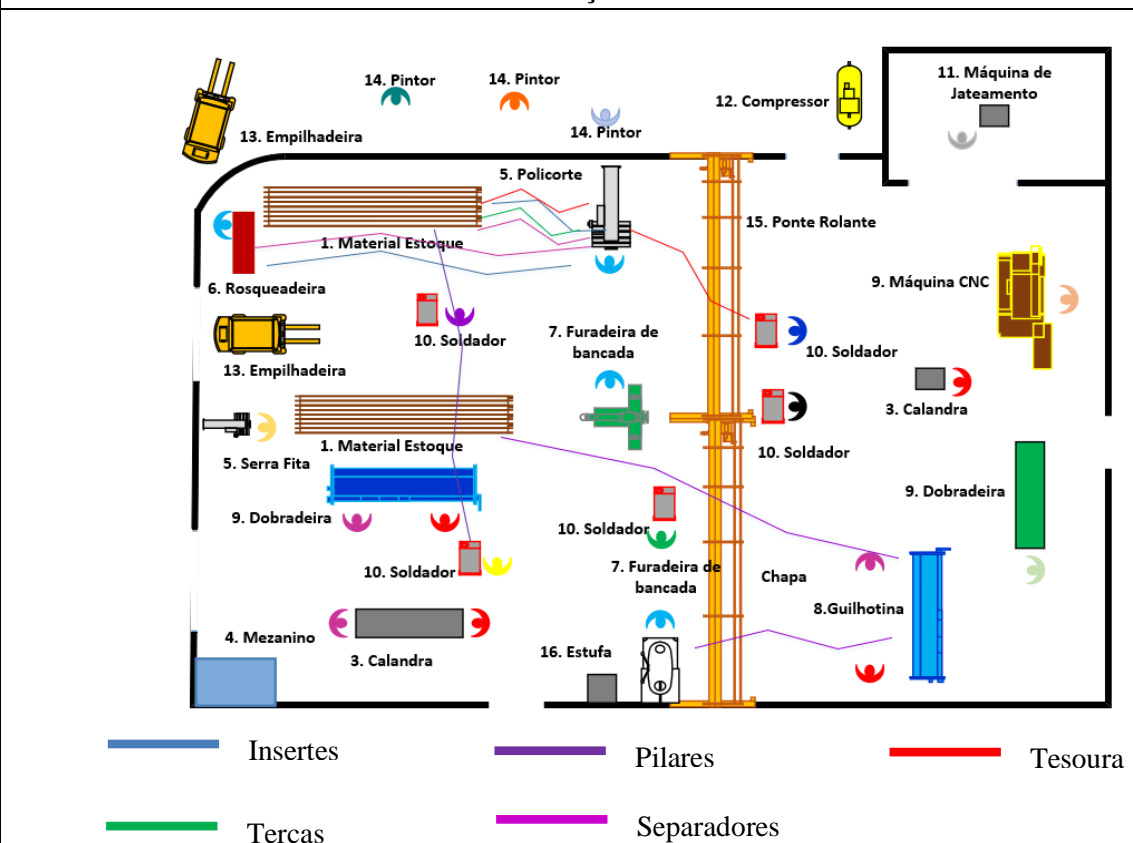 11. Máquina de
Jateamento
14. Pintor
14. Pintor
12. Compressor
13. Empilhadeira
14. Pintor
5. Policorte
15. Ponte Rolante
1. Material Estoque
9. Máquina CNC
6. Rosqueadeira
10. Soldador
7. Furadeira de
bancada
10. Soldador
13. Empilhadeira
3. Calandra
1. Material Estoque
10. Soldador
5. Serra Fita
9. Dobradeira
9. Dobradeira
10. Soldador
7. Furadeira de
bancada
Chapa
10. Soldador
8.Guilhotina
4. Mezanino
3. Calandra
16. Estufa
Insertes
Pilares
Tesoura
Terças
Separadores